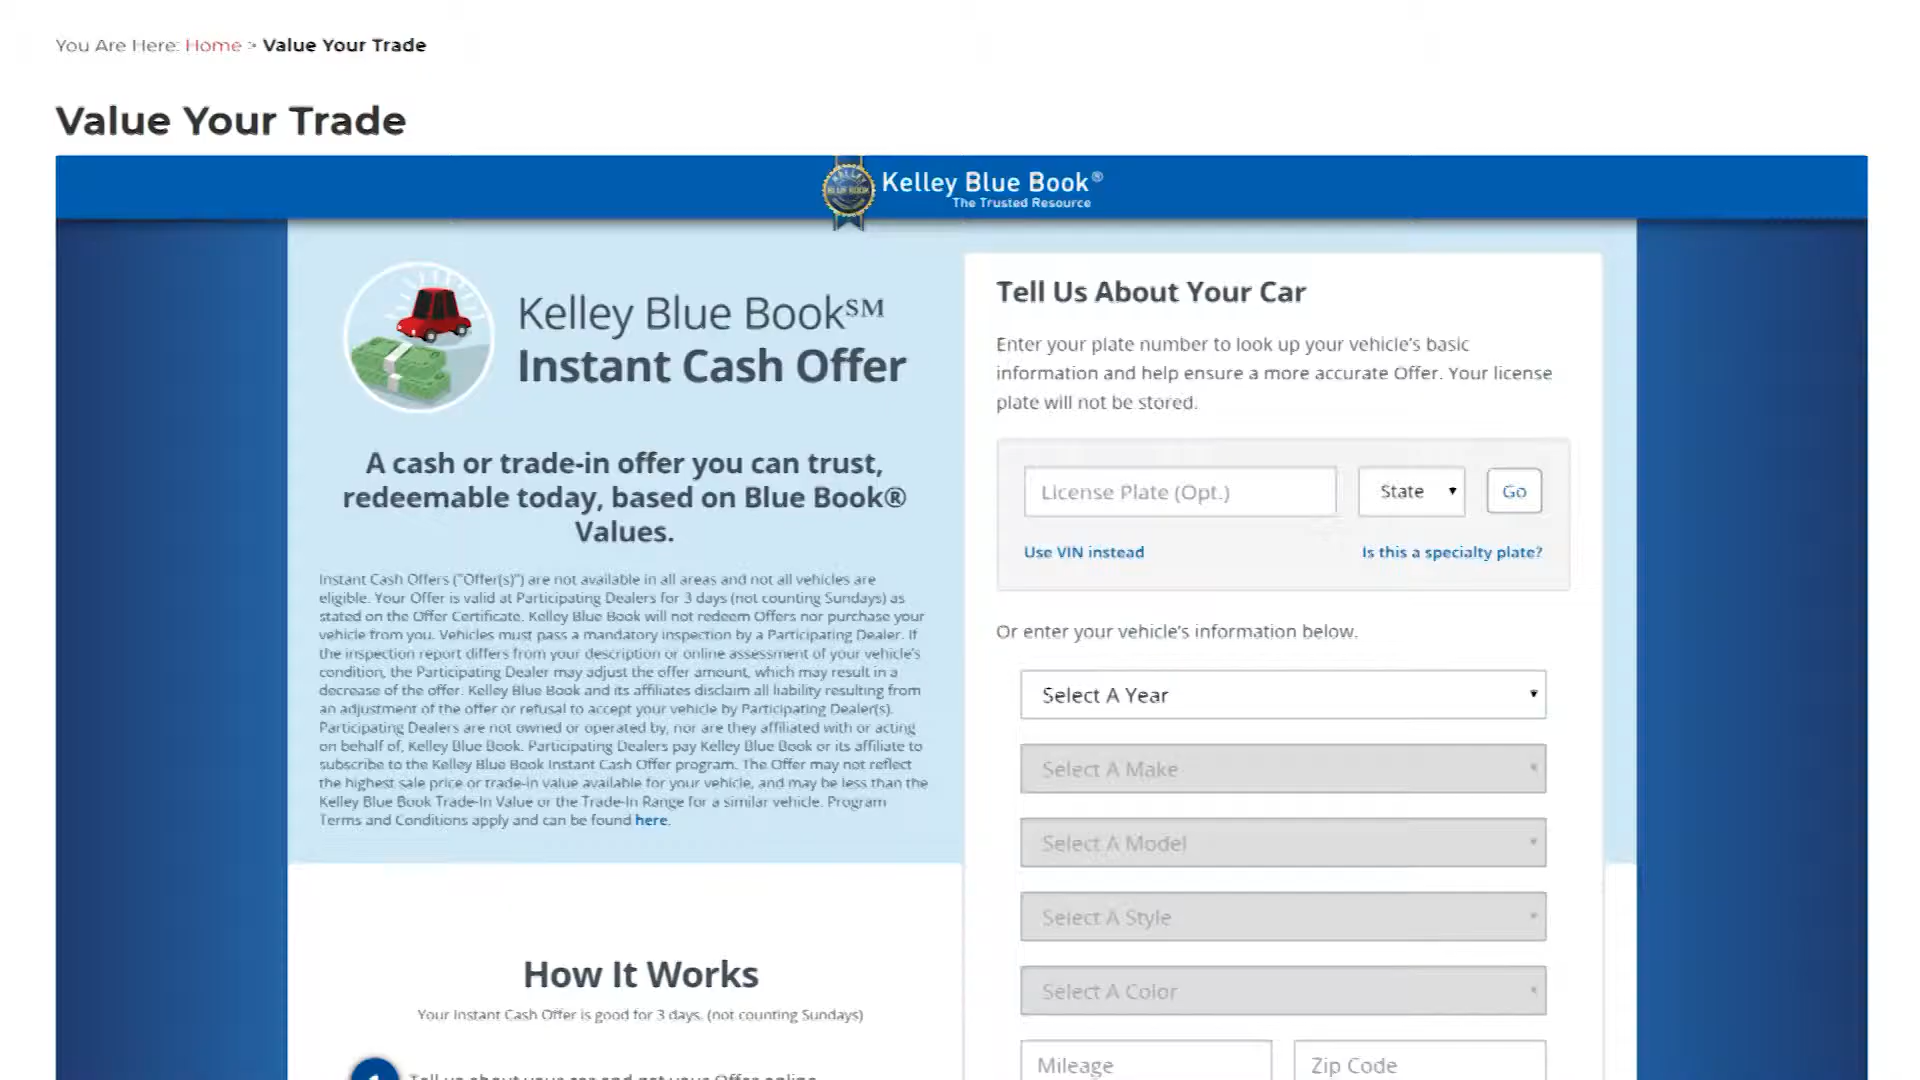 You Are Here: Home > Value Your Trade
Value Your Trade
Kelley Blue Book®
The Trusted Resource
Kelley Blue Book℠
Instant Cash Offer
A cash or trade-in offer you can trust,
redeemable today, based on Blue Book®
Values.
Instant Cash Offers ("Offer(s)") are not available in all areas and not all vehicles are
eligible. Your Offer is valid at Participating Dealers for 3 days (not counting Sundays) as
stated on the Offer Certificate. Kelley Blue Book will not redeem Offers nor purchase your
vehicle from you. Vehicles must pass a mandatory inspection by a Participating Dealer. If
the inspection report differs from your description or online assessment of your vehicle's
condition, the Participating Dealer may adjust the offer amount, which may result in a
decrease of the offer. Kelley Blue Book and its affiliates disclaim all liability resulting from
an adjustment of the offer or refusal to accept your vehicle by Participating Dealer(s).
Participating Dealers are not owned or operated by, nor are they affiliated with or acting
on behalf of, Kelley Blue Book. Participating Dealers pay Kelley Blue Book or its affiliate to
subscribe to the Kelley Blue Book Instant Cash Offer program. The Offer may not reflect
the highest sale price or trade-in value available for your vehicle, and may be less than the
Kelley Blue Book Trade-In Value or the Trade-In Range for a similar vehicle. Program
Terms and Conditions apply and can be found here.
How It Works
Your Instant Cash Offer is good for 3 days. (not counting Sundays)
Tell us about your car and get your Offer online
Tell Us About Your Car
Enter your plate number to look up your vehicle's basic
information and help ensure a more accurate Offer. Your license
plate will not be stored.
License Plate (Opt.)
State
Go
Use VIN instead
Is this a specialty plate?
Or enter your vehicle's information below.
Select A Year
Select A Make
Select A Model
Select A Style
Select A Color
Mileage
Zip Code